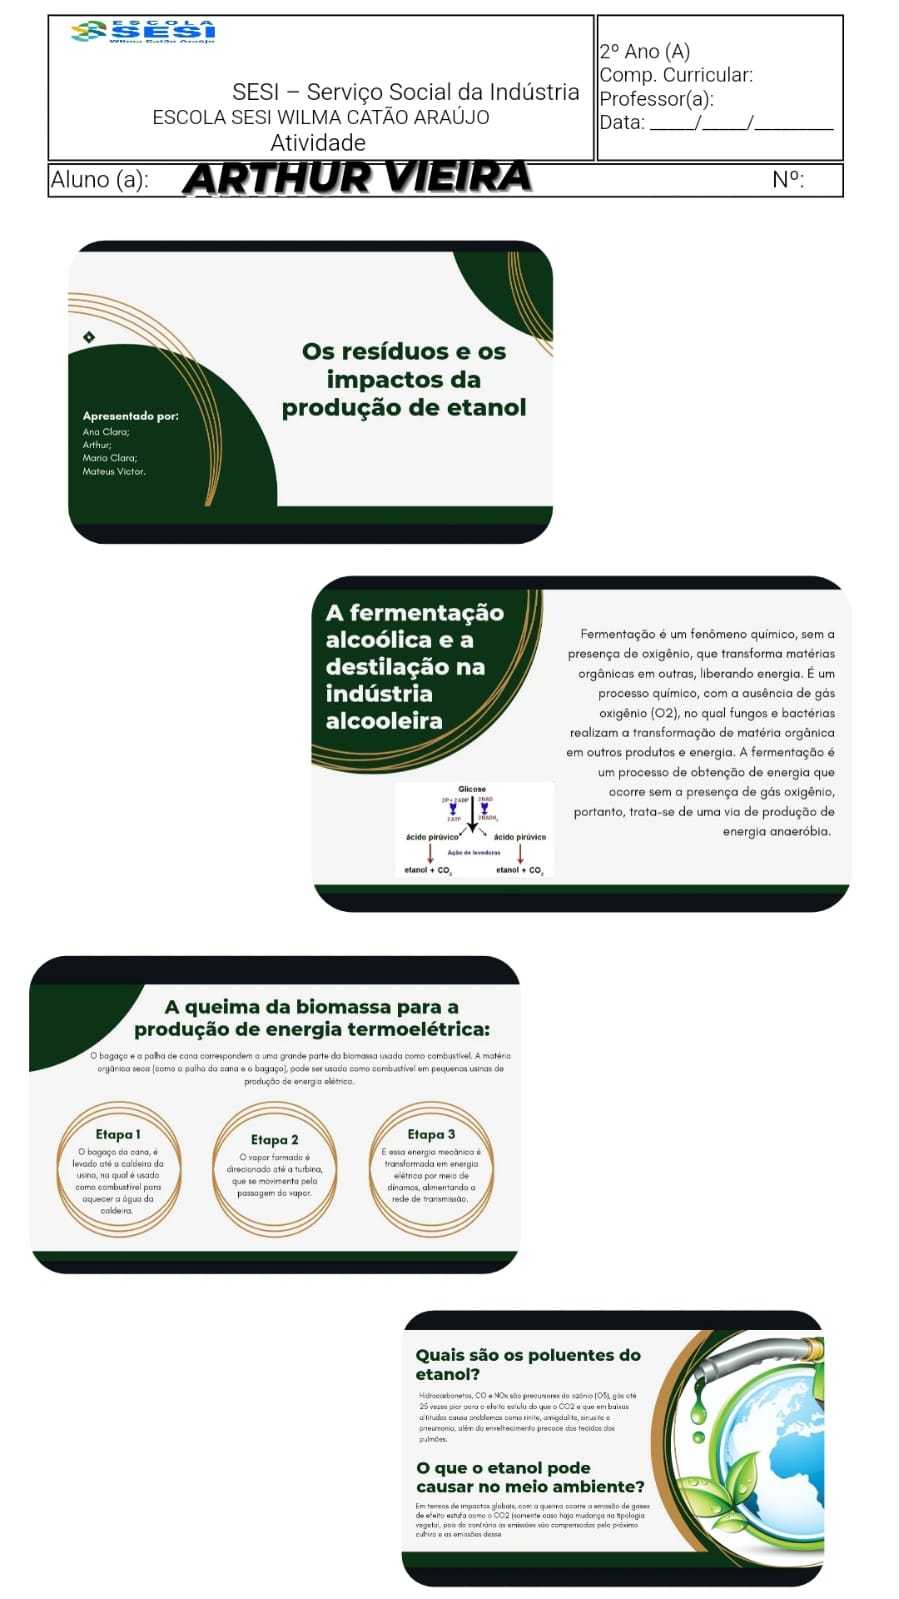 ESCOLA
SESI
Wilma Catão Araújo
SESI – Serviço Social da Indústria
ESCOLA SESI WILMA CATÃO ARAÚJO
Atividade
2º Ano (A)
Comp. Curricular:
Professor(a):
Data: _____/_____/_________
Aluno (a): ARTHUR VIEIRA Nº:
Os resíduos e os
impactos da
produção de etanol
Apresentado por:
Ana Clara;
Arthur;
Maria Clara;
Mateus Victor.
A fermentação
alcoólica e a
destilação na
indústria
alcooleira
Fermentação é um fenômeno químico, sem a
presença de oxigênio, que transforma matérias
orgânicas em outras, liberando energia. É um
processo químico, com a ausência de gás
oxigênio (O2), no qual fungos e bactérias
realizam a transformação de matéria orgânica
em outros produtos e energia. A fermentação é
um processo de obtenção de energia que
ocorre sem a presença de gás oxigênio,
portanto, trata-se de uma via de produção de
energia anaeróbia.
Glicose
2P+2ADP 2NAD
2ATP 2NADH₂
ácido pirúvico ácido pirúvico
Ação de leveduras
etanol + CO₂ etanol + CO₂
A queima da biomassa para a
produção de energia termoelétrica:
O bagaço e a palha de cana correspondem a uma grande parte da biomassa usada como combustível. A matéria
orgânica seca (como a palha da cana e o bagaço), pode ser usada como combustível em pequenas usinas de
produção de energia elétrica.
Etapa 1
O bagaço da cana, é
levado até a caldeira da
usina, na qual é usado
como combustível para
aquecer a água da
caldeira.
Etapa 2
O vapor formado é
direcionado até a turbina,
que se movimenta pela
passagem do vapor.
Etapa 3
E essa energia mecânica é
transformada em energia
elétrica por meio de
dínamos, alimentando a
rede de transmissão.
Quais são os poluentes do
etanol?
Hidrocarbonetos, CO e NOx são precursores do ozônio (O3), gás até
25 vezes pior para o efeito estufa do que o CO2 e que em baixas
altitudes causa problemas como rinite, amigdalite, sinusite e
pneumonia, além do envelhecimento precoce dos tecidos dos
pulmões.
O que o etanol pode
causar no meio ambiente?
Em termos de impactos globais, com a queima ocorre a emissão de gases
de efeito estufa como o CO2 (somente caso haja mudança na tipologia
vegetal, pois do contrário as emissões são compensadas pelo próximo
cultivo e as emissões desse